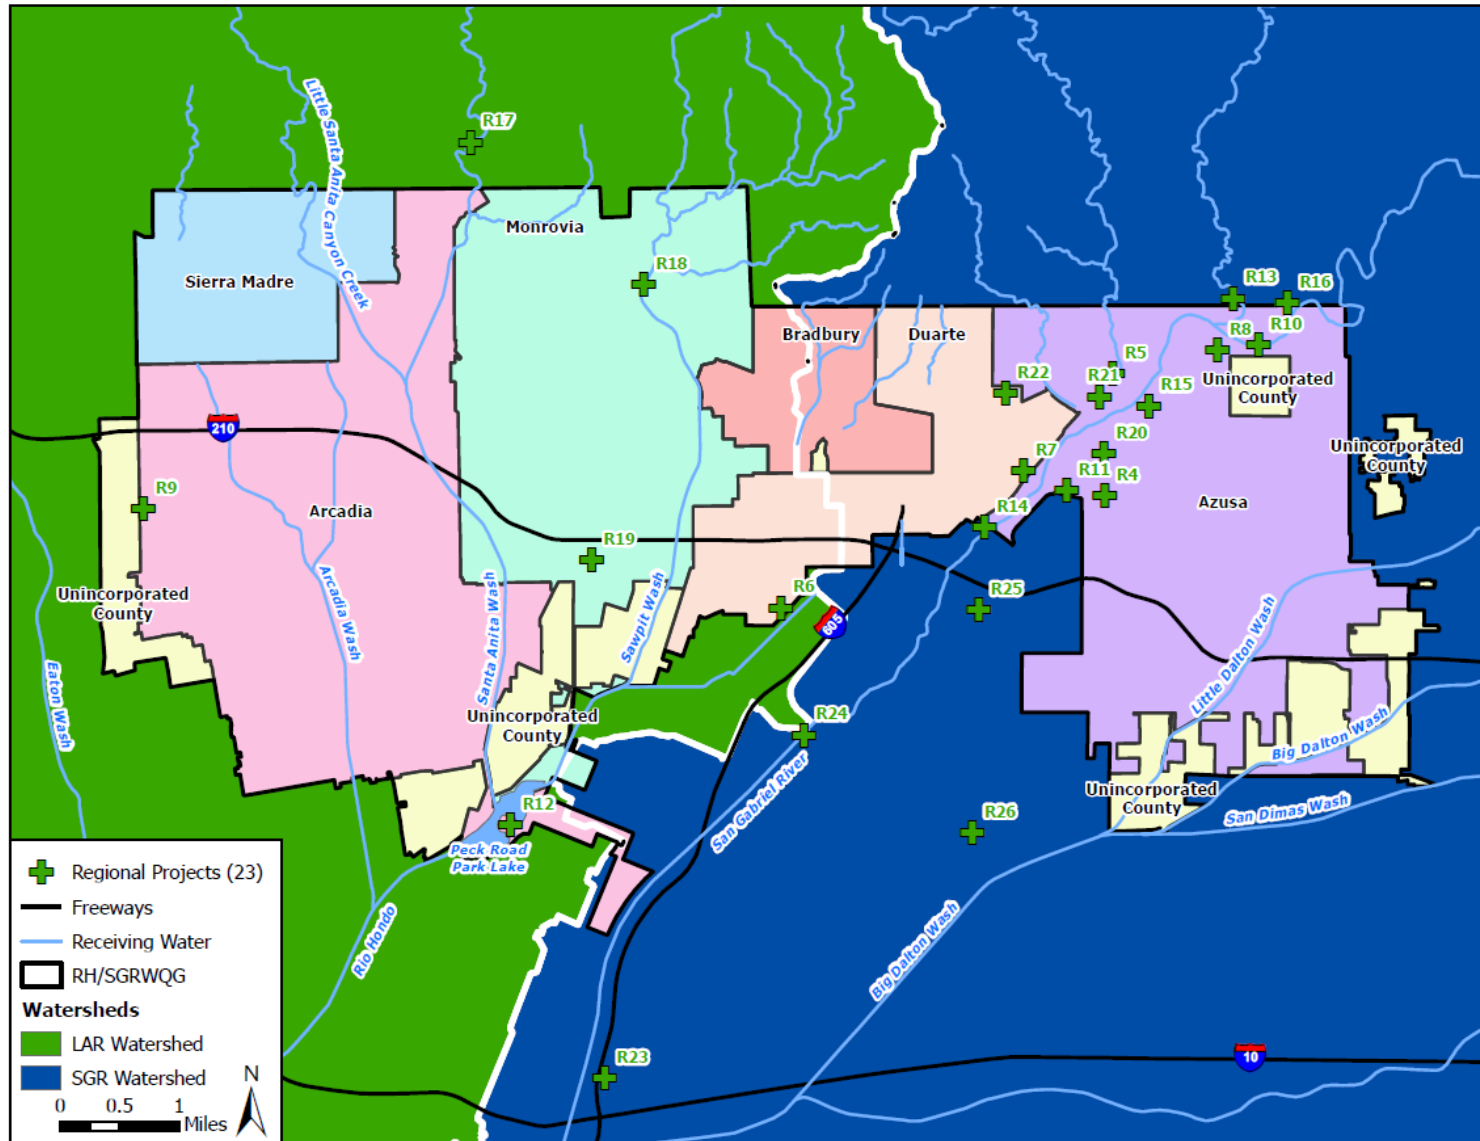 Little Santa Anita Canyon Creek
R17
Monrovia
R18
Sierra Madre
R13
R16
Bradbury
Duarte
R8
R10
R5
R22
R21
R15
Unincorporated
County
210
R20
Unincorporated
County
R7
R11
R4
R9
Arcadia
Azusa
R14
R19
Arcadia Wash
Santa Anita Wash
Sawpit Wash
R6
605
R25
Unincorporated
County
Eaton Wash
Little Dalton Wash
Unincorporated
County
R24
Big Dalton Wash
San Gabriel River
Unincorporated
County
San Dimas Wash
R12
R26
Peck Road
Park Lake
Rio Hondo
Big Dalton Wash
R23
10
Regional Projects (23)
Freeways
Receiving Water
RH/SGRWQG
Watersheds
LAR Watershed
SGR Watershed
N
0 0.5 1
Miles